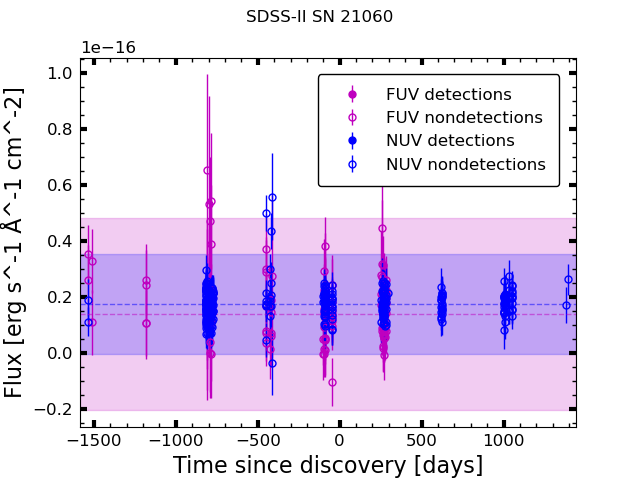 SDSS-II SN 21060
1e−16
Flux [erg s^-1 Å^-1 cm^-2]
1.0
0.8
0.6
0.4
0.2
0.0
−0.2
FUV detections
FUV nondetections
NUV detections
NUV nondetections
−1500 −1000 −500 0 500 1000
Time since discovery [days]